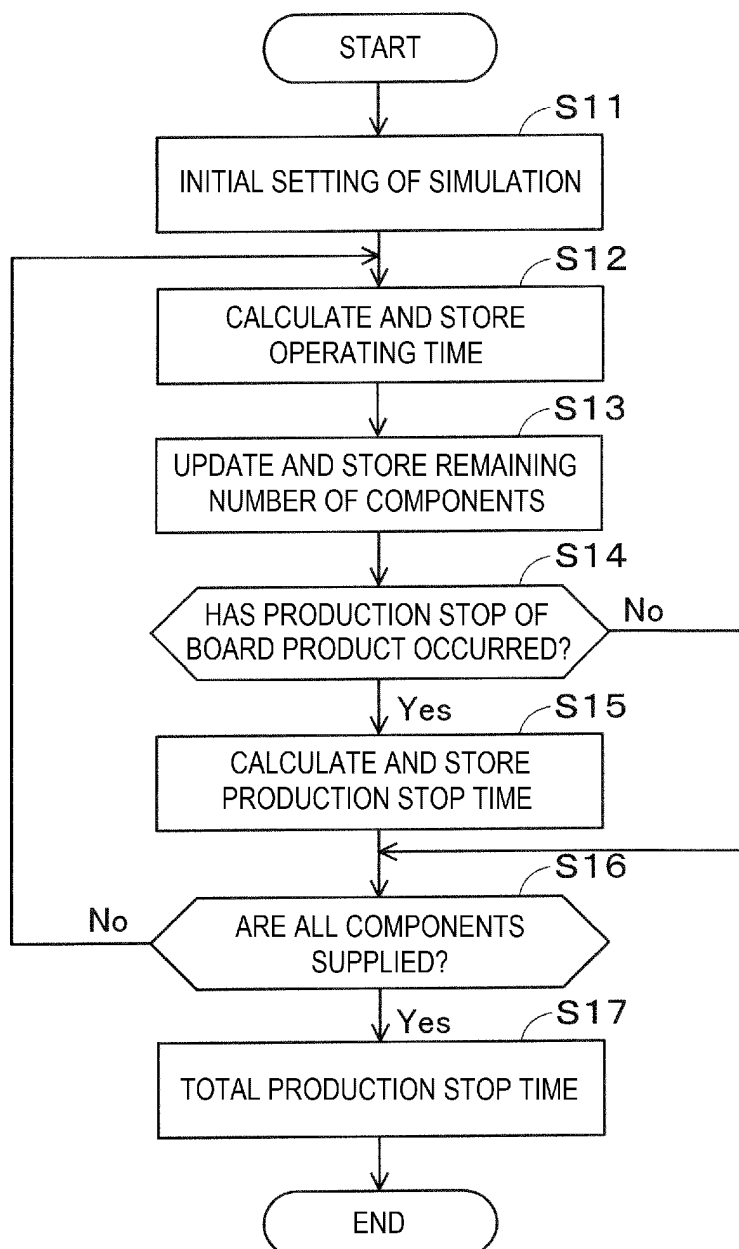 START
S11
INITIAL SETTING OF SIMULATION
S12
CALCULATE AND STORE
OPERATING TIME
S13
UPDATE AND STORE REMAINING
NUMBER OF COMPONENTS
S14
HAS PRODUCTION STOP OF
BOARD PRODUCT OCCURRED?
No
Yes
S15
CALCULATE AND STORE
PRODUCTION STOP TIME
S16
No
ARE ALL COMPONENTS
SUPPLIED?
Yes
S17
TOTAL PRODUCTION STOP TIME
END